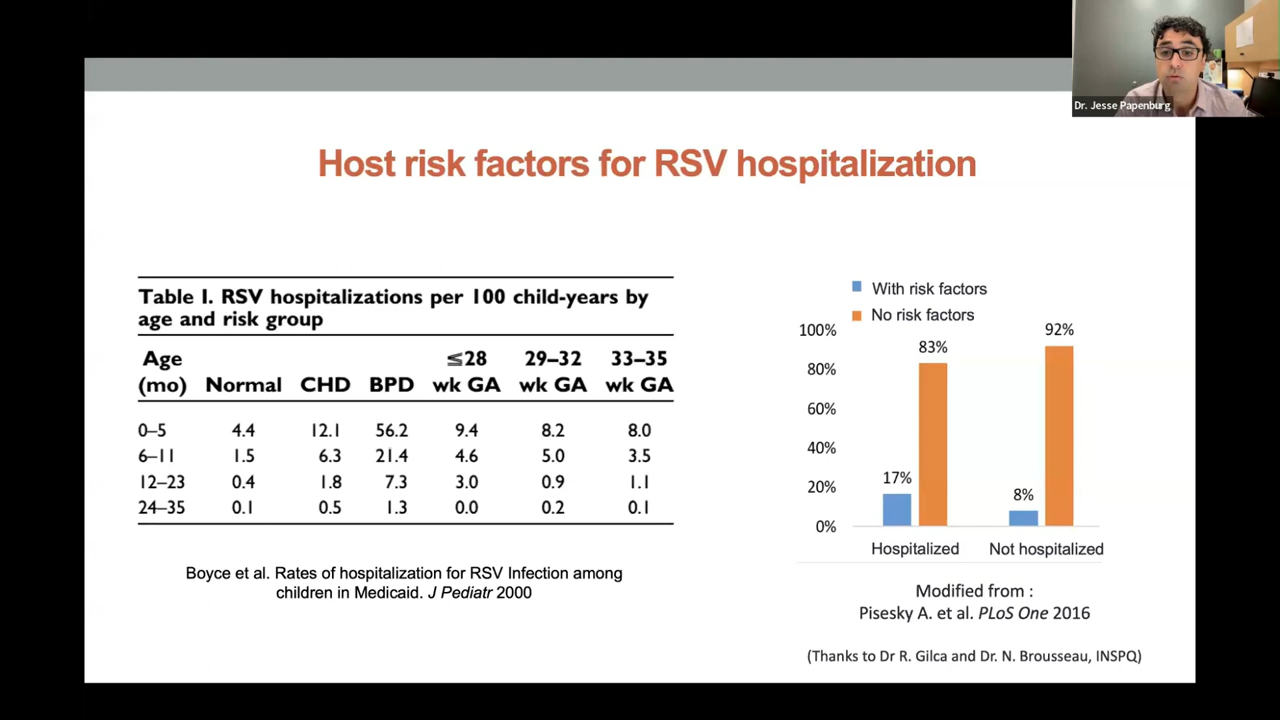 Dr. Jesse Papenburg
Host risk factors for RSV hospitalization
Table I. RSV hospitalizations per 100 child-years by
age and risk group
Age ≦28 29–32 33–35
(mo) Normal CHD BPD wk GA wk GA wk GA
0–5 4.4 12.1 56.2 9.4 8.2 8.0
6–11 1.5 6.3 21.4 4.6 5.0 3.5
12–23 0.4 1.8 7.3 3.0 0.9 1.1
24–35 0.1 0.5 1.3 0.0 0.2 0.1
Boyce et al. Rates of hospitalization for RSV Infection among
children in Medicaid. J Pediatr 2000
With risk factors
No risk factors
100%
80%
60%
40%
20%
0%
17%
83%
8%
92%
Hospitalized
Not hospitalized
Modified from :
Pisesky A. et al. PLoS One 2016
(Thanks to Dr R. Gilca and Dr. N. Brousseau, INSPQ)